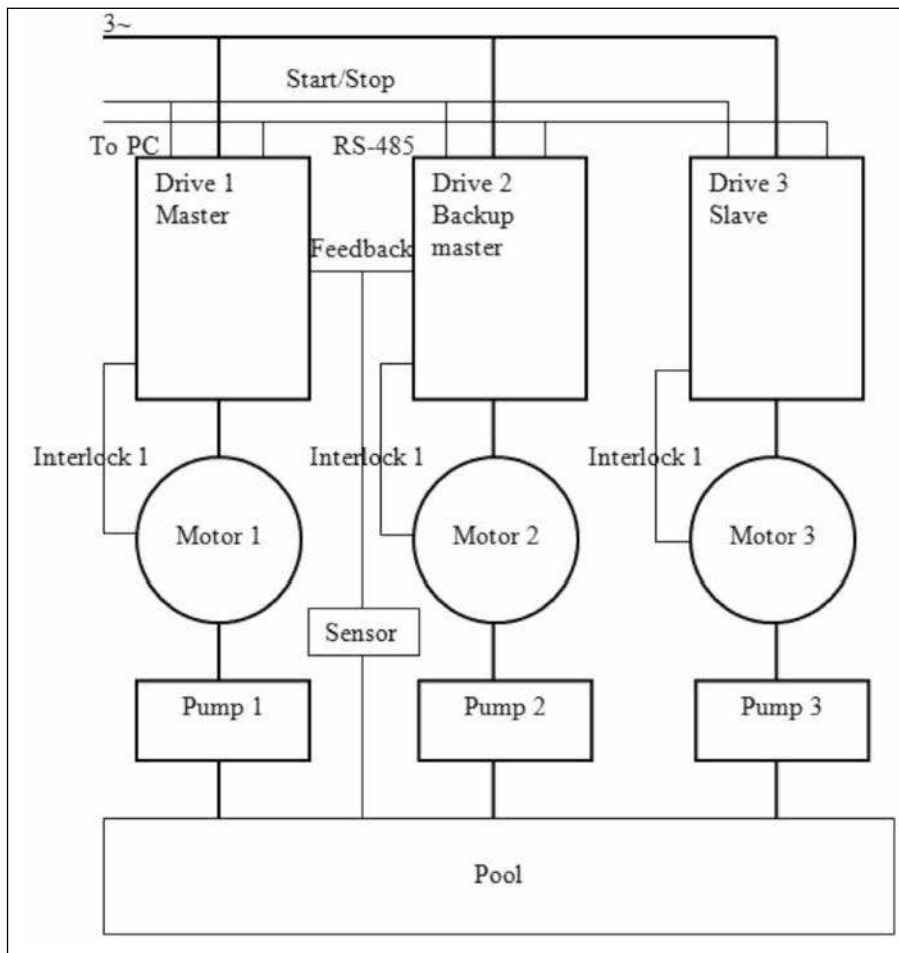 3~
Start/Stop
To PC
RS-485
Drive 1
Master
Drive 2
Backup
master
Drive 3
Slave
Feedback
Interlock 1
Interlock 1
Interlock 1
Motor 1
Motor 2
Motor 3
Sensor
Pump 1
Pump 2
Pump 3
Pool